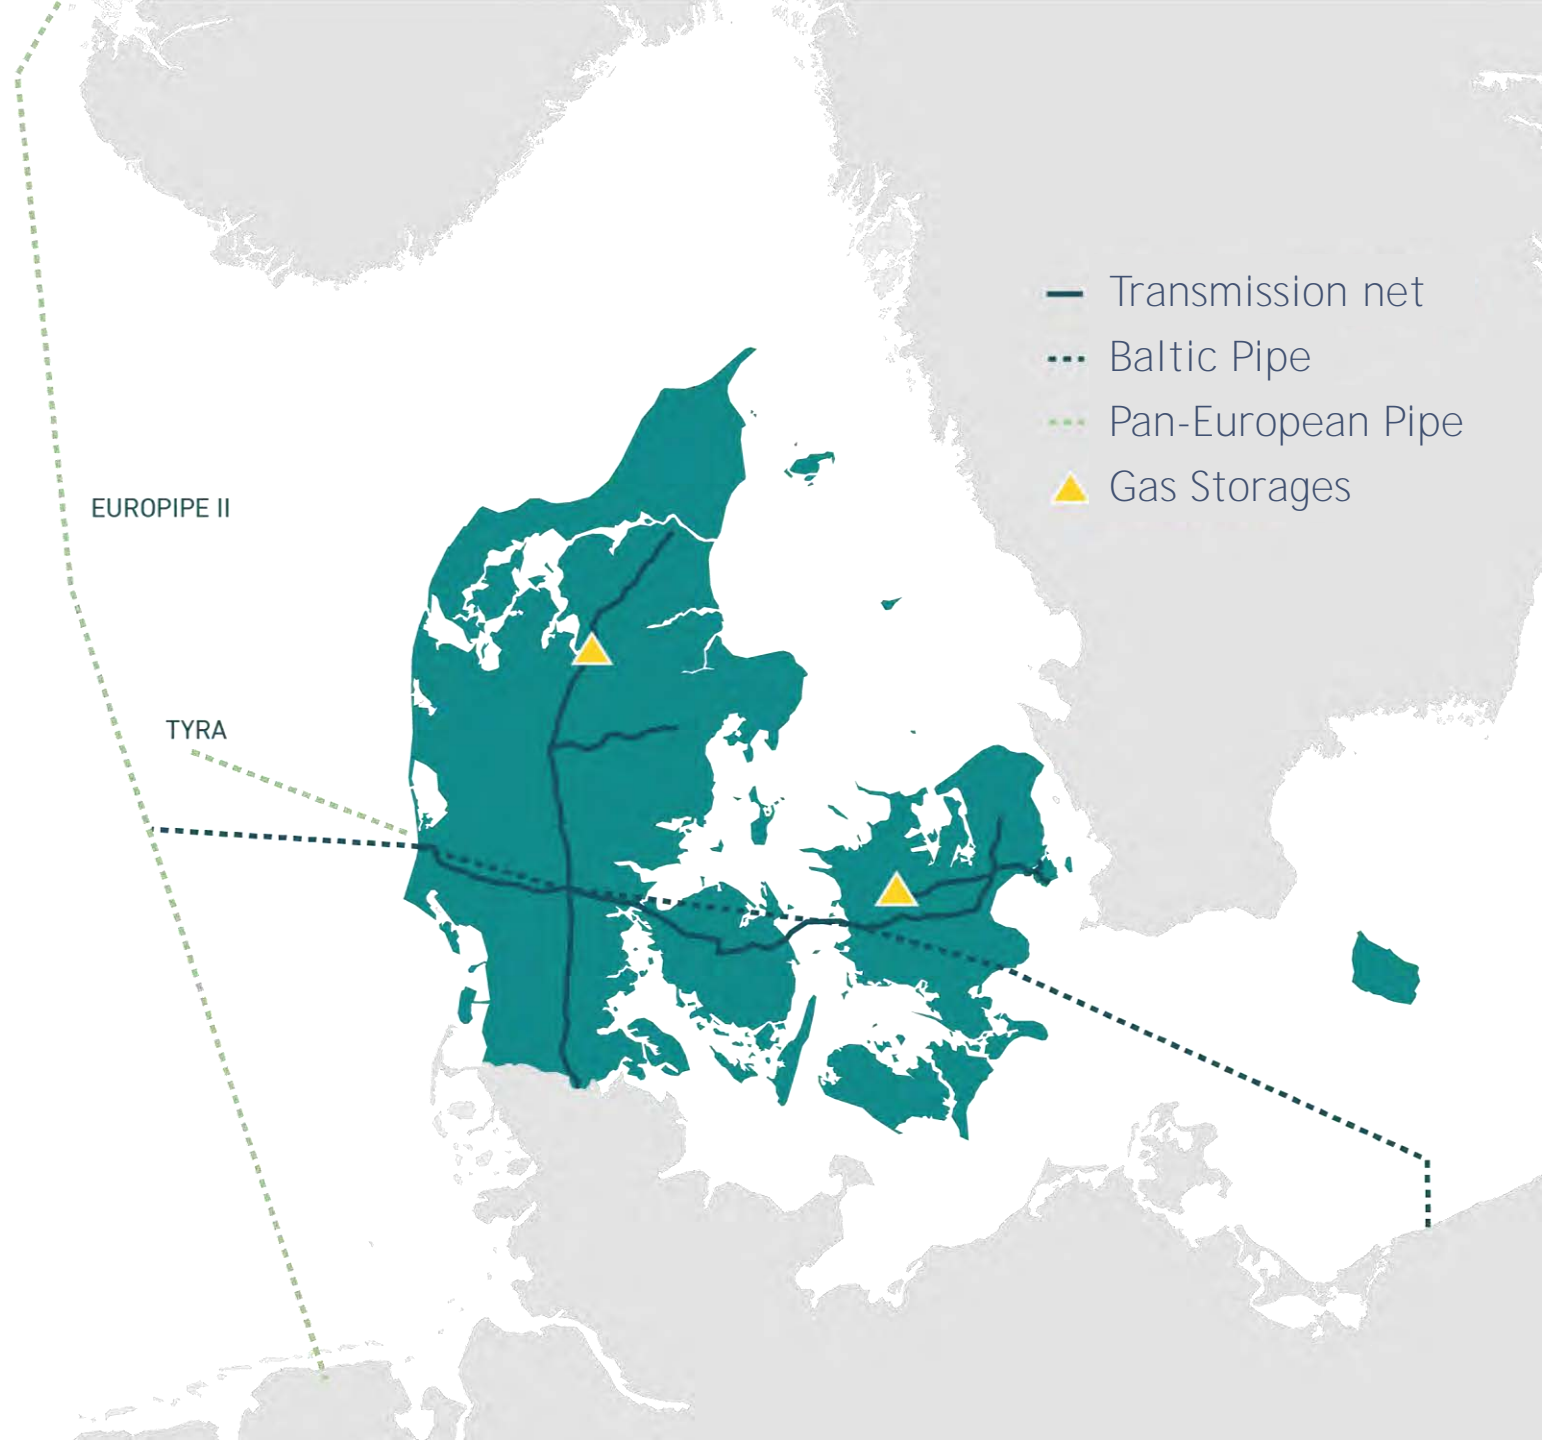 Transmission net
Baltic Pipe
Pan-European Pipe
Gas Storages
EUROPIPE II
TYRA